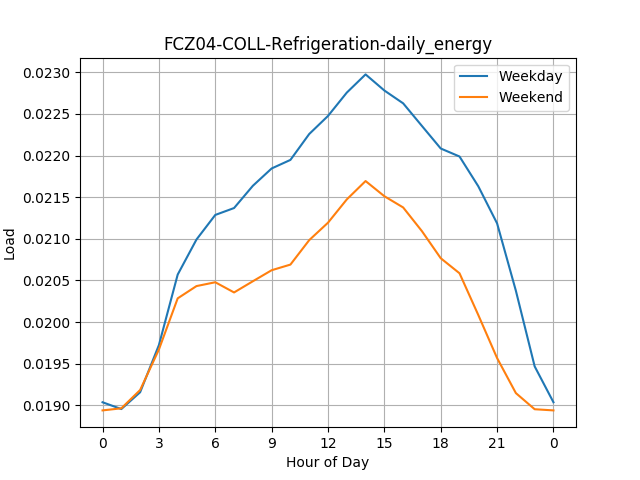 FCZ04-COLL-Refrigeration-daily_energy
Weekday
Weekend
Load
0.0230
0.0225
0.0220
0.0215
0.0210
0.0205
0.0200
0.0195
0.0190
0 3 6 9 12 15 18 21 0
Hour of Day